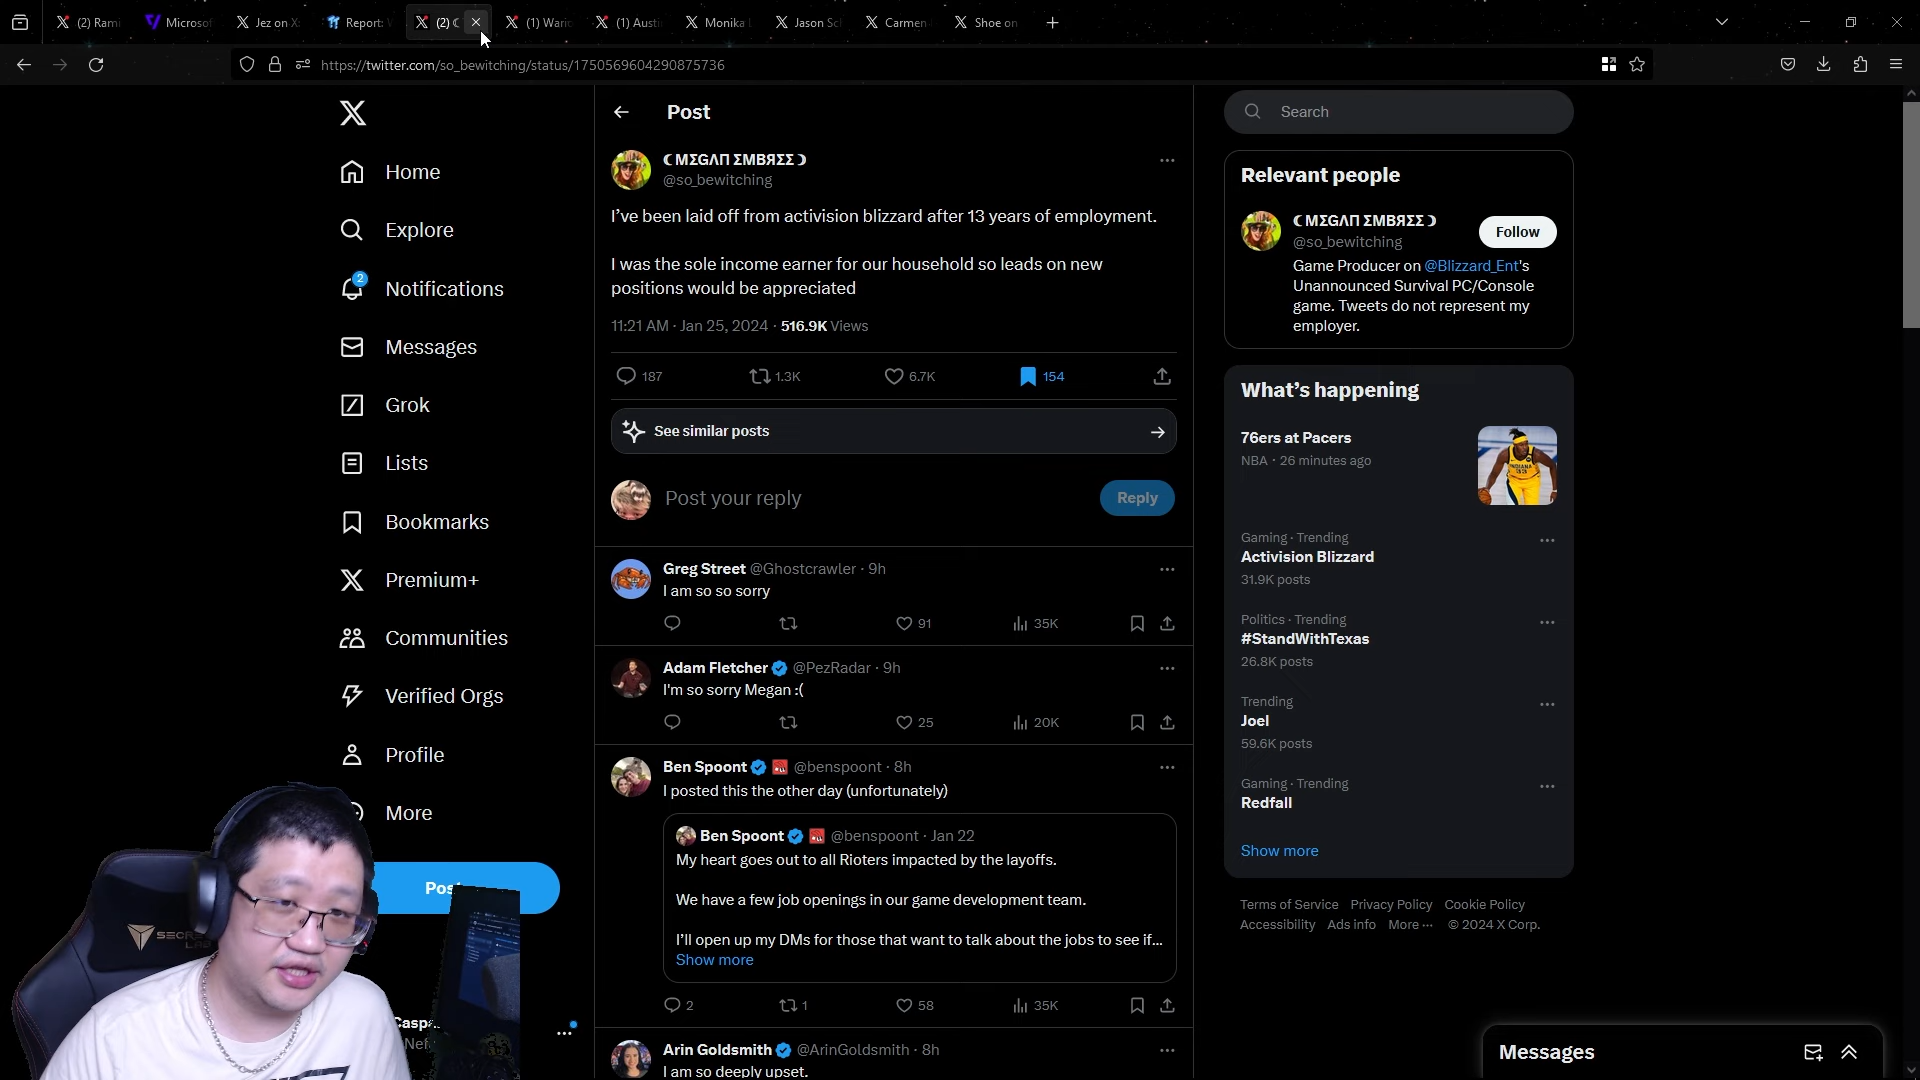 (2) Rami
Microsof
Jez on X:
Report: W
(2) ☾
(1) Wario
(1) Austi
Monika
Jason Sc
Carmen
Shoe on
https://twitter.com/so_bewitching/status/1750569604290875736
Home
Explore
2
Notifications
Messages
Grok
Lists
Bookmarks
Premium+
Communities
Verified Orgs
Profile
More
Pos
Post
☾MΣGΛП ΣMBЯΣΣ☽
@so_bewitching
I've been laid off from activision blizzard after 13 years of employment.
I was the sole income earner for our household so leads on new
positions would be appreciated
11:21 AM · Jan 25, 2024 · 516.9K Views
187 1.3K 6.7K 154
See similar posts
Post your reply
Reply
Greg Street @Ghostcrawler · 9h
I am so so sorry
91 35K
Adam Fletcher @PezRadar · 9h
I'm so sorry Megan :(
25 20K
Ben Spoont @benspoont · 8h
I posted this the other day (unfortunately)
Ben Spoont @benspoont · Jan 22
My heart goes out to all Rioters impacted by the layoffs.
We have a few job openings in our game development team.
I'll open up my DMs for those that want to talk about the jobs to see if...
Show more
2 1 58 35K
Arin Goldsmith @ArinGoldsmith · 8h
I am so deeply upset.
Search
Relevant people
☾MΣGΛП ΣMBЯΣΣ☽
@so_bewitching
Follow
Game Producer on @Blizzard_Ent's
Unannounced Survival PC/Console
game. Tweets do not represent my
employer.
What's happening
76ers at Pacers
NBA · 26 minutes ago
Gaming · Trending
Activision Blizzard
31.9K posts
Politics · Trending
#StandWithTexas
26.8K posts
Trending
Joel
59.6K posts
Gaming · Trending
Redfall
Show more
Terms of Service Privacy Policy Cookie Policy
Accessibility Ads info More ··· © 2024 X Corp.
Messages